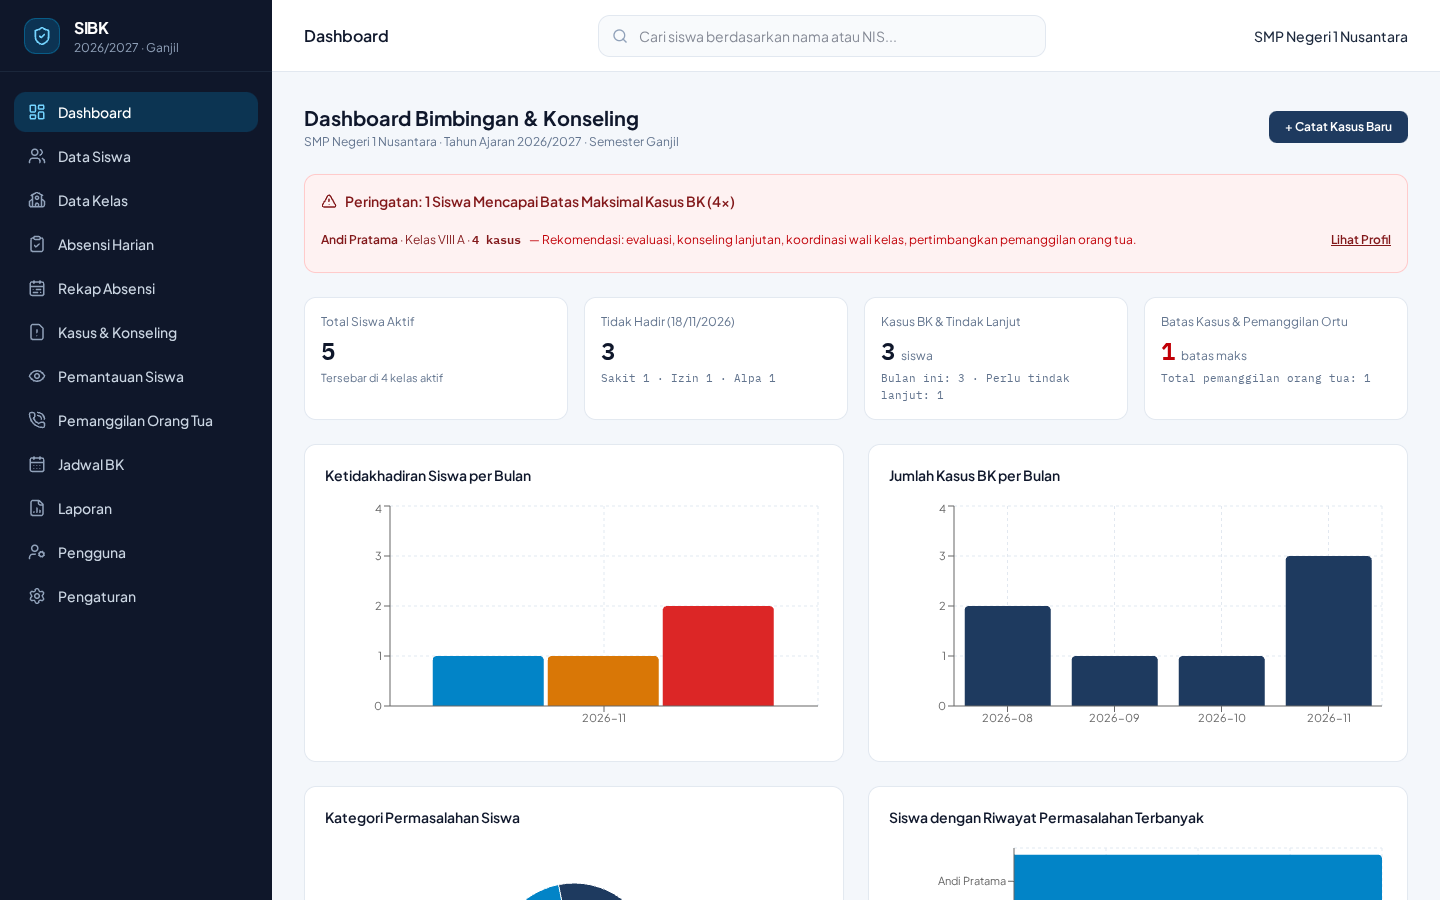 SIBK
2026/2027 · Ganjil
Dashboard
Data Siswa
Data Kelas
Absensi Harian
Rekap Absensi
Kasus & Konseling
Pemantauan Siswa
Pemanggilan Orang Tua
Jadwal BK
Laporan
Pengguna
Pengaturan
Dashboard
Cari siswa berdasarkan nama atau NIS...
SMP Negeri 1 Nusantara
Dashboard Bimbingan & Konseling
SMP Negeri 1 Nusantara · Tahun Ajaran 2026/2027 · Semester Ganjil
+ Catat Kasus Baru
Peringatan: 1 Siswa Mencapai Batas Maksimal Kasus BK (4×)
Andi Pratama · Kelas VIII A · 4 kasus — Rekomendasi: evaluasi, konseling lanjutan, koordinasi wali kelas, pertimbangkan pemanggilan orang tua.
Lihat Profil
Total Siswa Aktif
5
Tersebar di 4 kelas aktif
Tidak Hadir (18/11/2026)
3
Sakit 1 · Izin 1 · Alpa 1
Kasus BK & Tindak Lanjut
3 siswa
Bulan ini: 3 · Perlu tindak
lanjut: 1
Batas Kasus & Pemanggilan Ortu
1 batas maks
Total pemanggilan orang tua: 1
Ketidakhadiran Siswa per Bulan
4
3
2
1
0
2026-11
Jumlah Kasus BK per Bulan
4
3
2
1
0
2026-08 2026-09 2026-10 2026-11
Kategori Permasalahan Siswa
Siswa dengan Riwayat Permasalahan Terbanyak
Andi Pratama